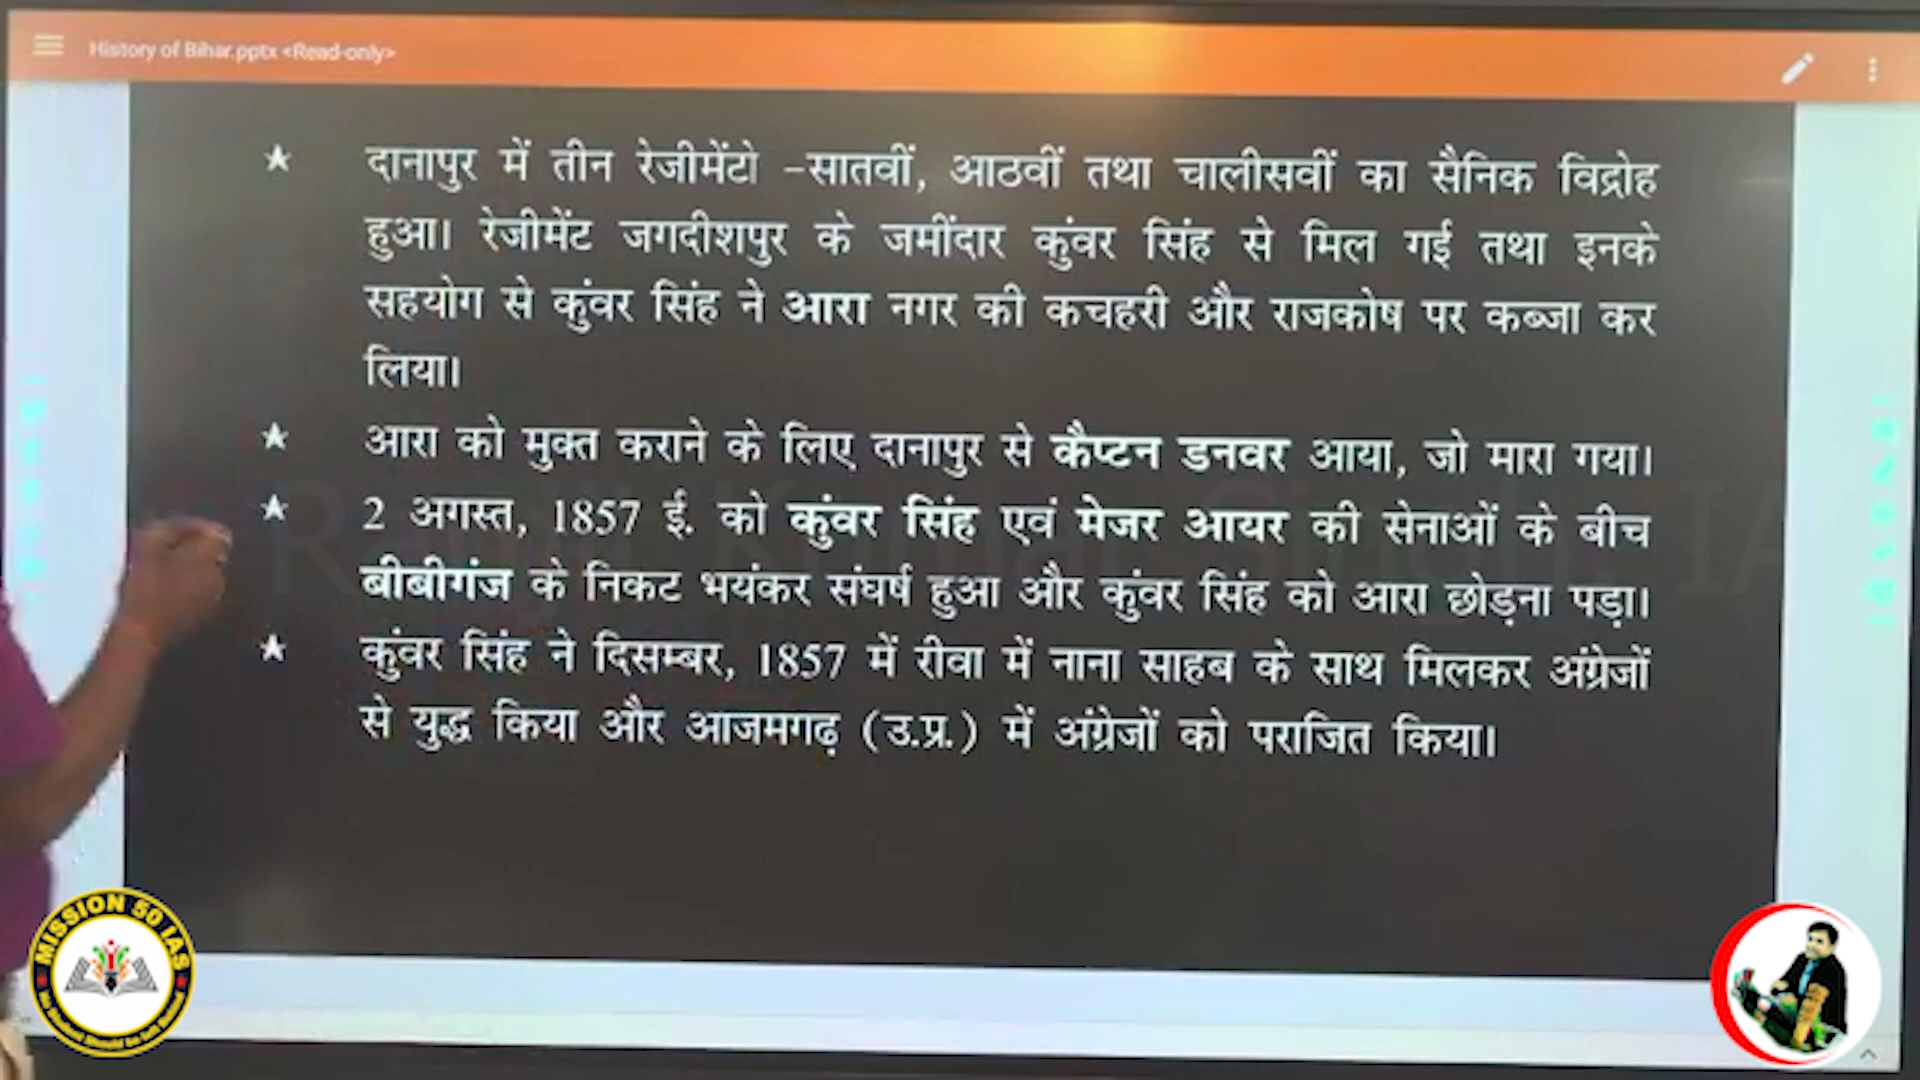 History of Bihar.pptx <Read-only>
★ दानापुर में तीन रेजीमेंटो -सातवीं, आठवीं तथा चालीसवीं का सैनिक विद्रोह
हुआ। रेजीमेंट जगदीशपुर के जमींदार कुंवर सिंह से मिल गई तथा इनके
सहयोग से कुंवर सिंह ने आरा नगर की कचहरी और राजकोष पर कब्जा कर
लिया।
★ आरा को मुक्त कराने के लिए दानापुर से कैप्टन डनवर आया, जो मारा गया।
★ 2 अगस्त, 1857 ई. को कुंवर सिंह एवं मेजर आयर की सेनाओं के बीच
बीबीगंज के निकट भयंकर संघर्ष हुआ और कुंवर सिंह को आरा छोड़ना पड़ा।
★ कुंवर सिंह ने दिसम्बर, 1857 में रीवा में नाना साहब के साथ मिलकर अंग्रेजों
से युद्ध किया और आजमगढ़ (उ.प्र.) में अंग्रेजों को पराजित किया।
MISSION 50 IAS